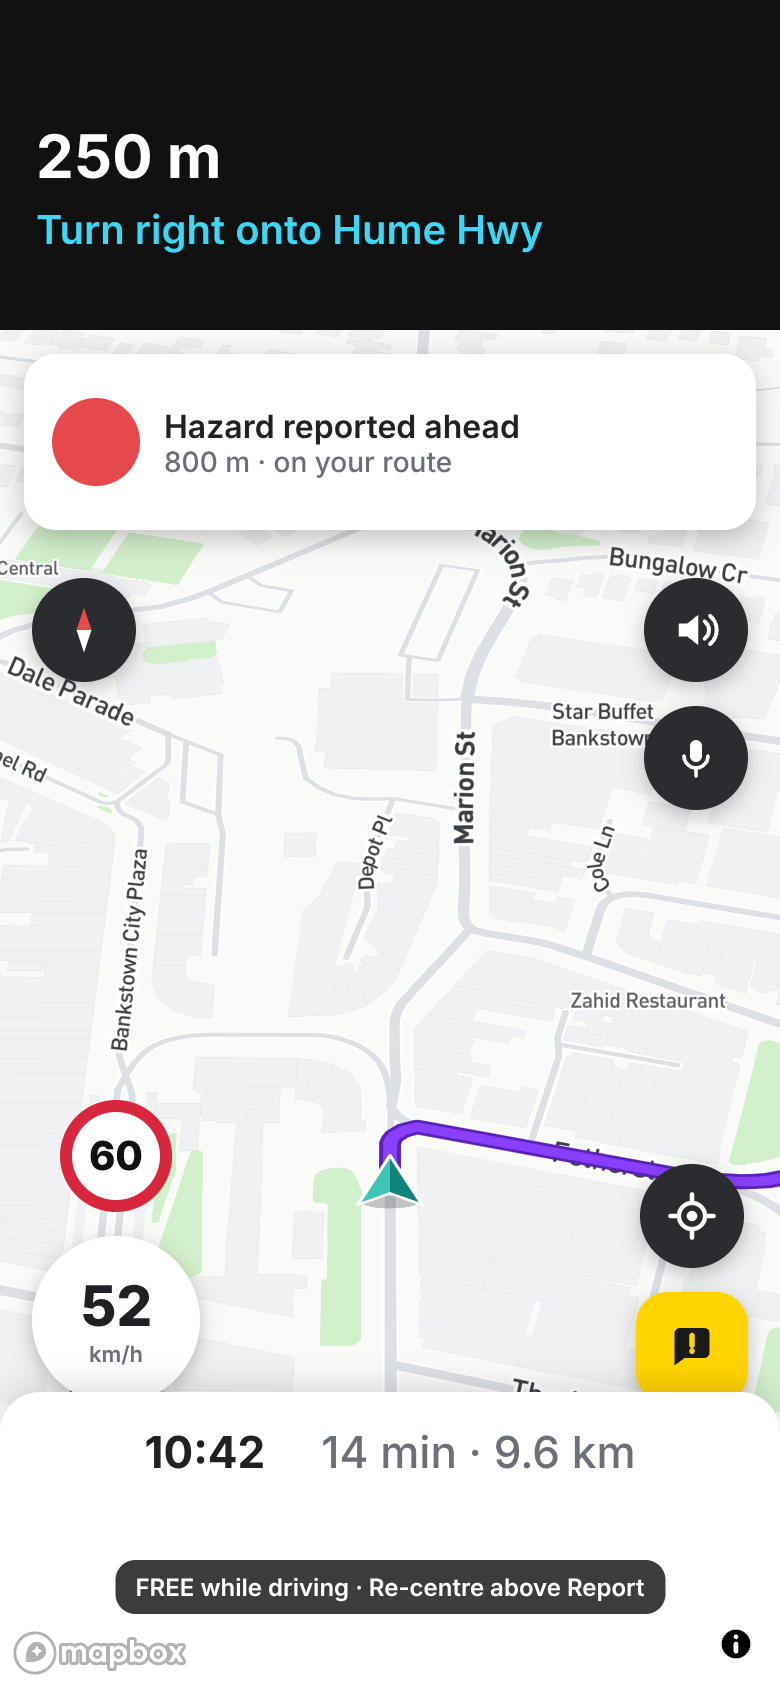 250 m
Turn right onto Hume Hwy
Hazard reported ahead
800 m · on your route
Central
Marion St
Bungalow Cr
Dale Parade
Star Buffet
Marion St
Depot Pl
Cole Ln
Bankstown City Plaza
Zahid Restaurant
60
52
km/h
10:42 14 min · 9.6 km
FREE while driving · Re-centre above Report
mapbox